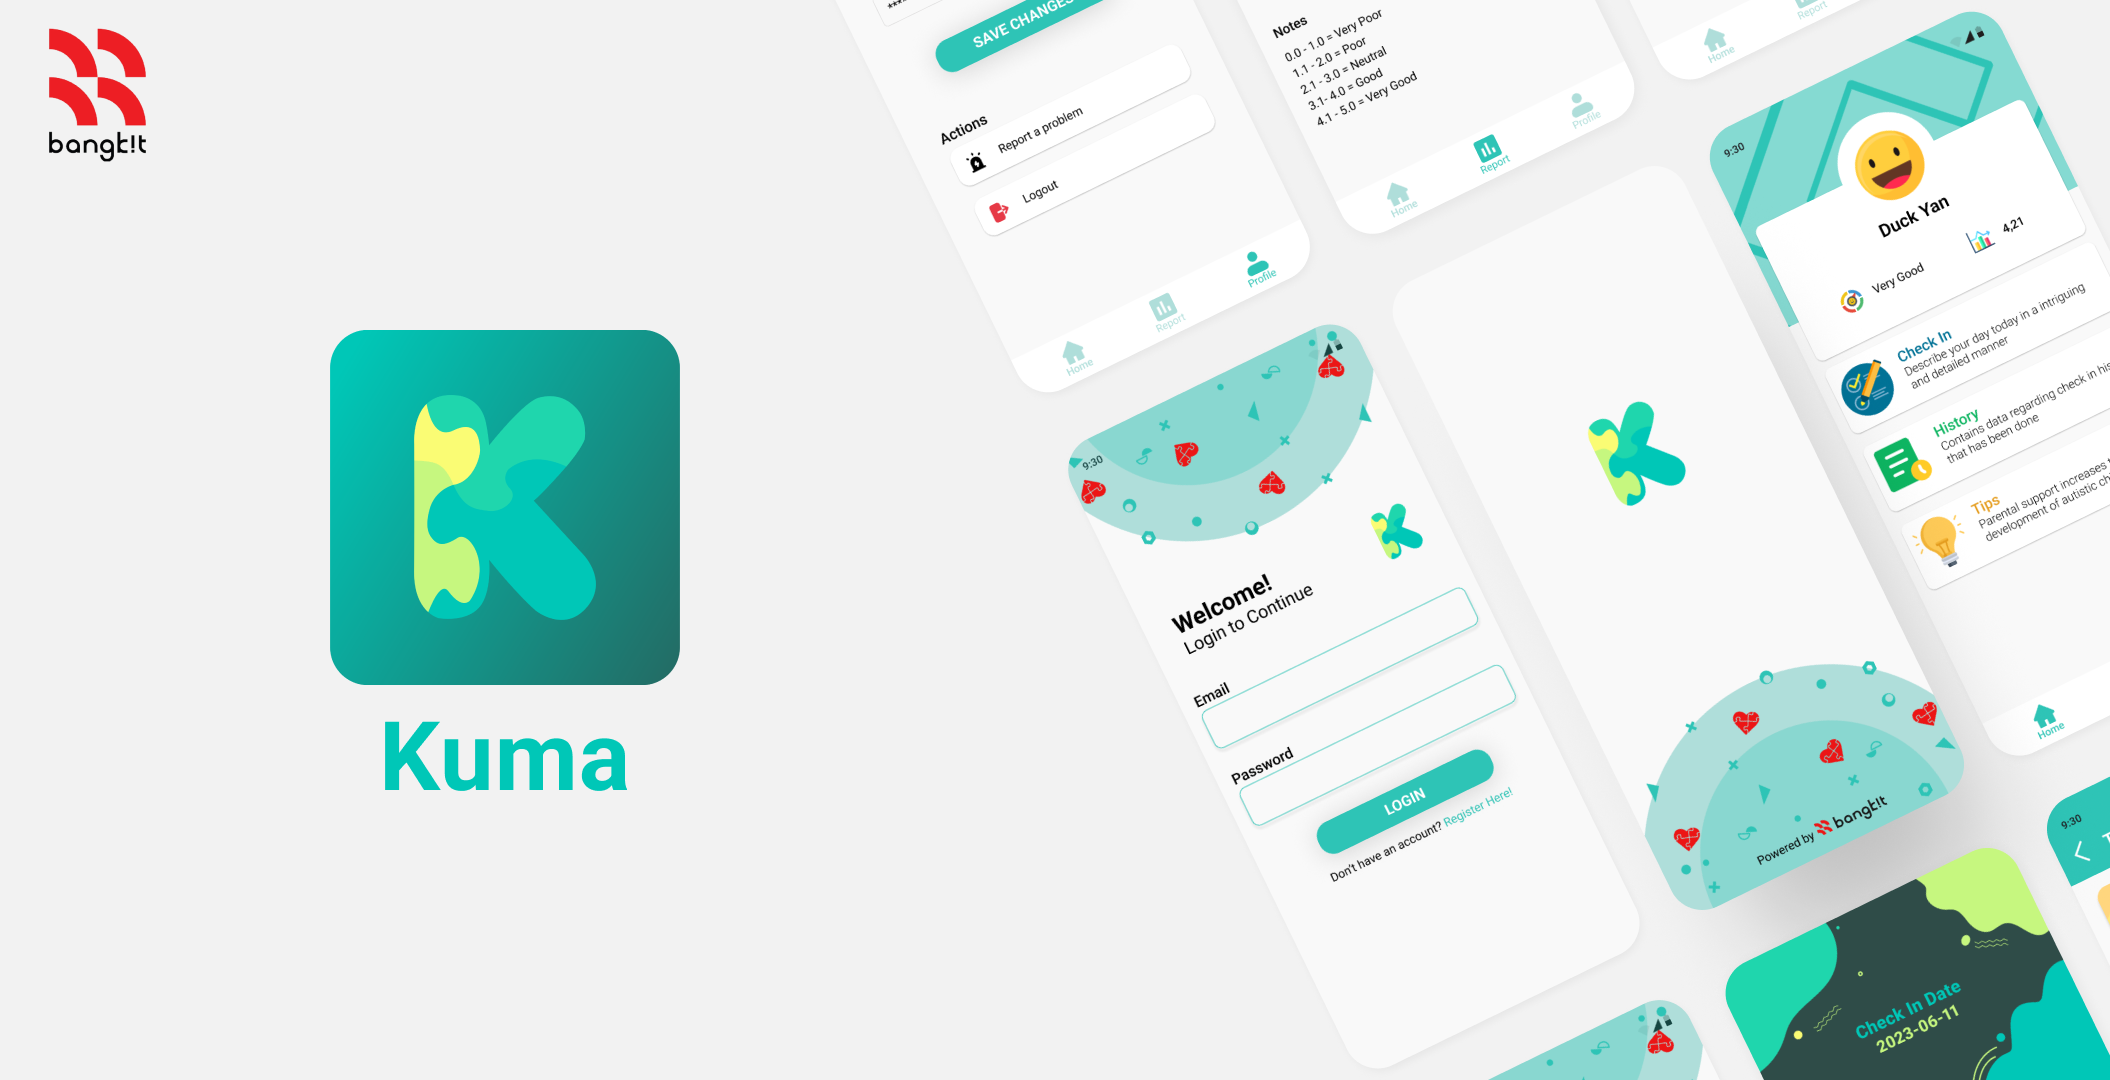 bangk!t
Kuma
SAVE CHANGES
Actions
Report a problem
Logout
Home
Report
Profile
Notes
0.0 - 1.0 = Very Poor
1.1 - 2.0 = Poor
2.1 - 3.0 = Neutral
3.1- 4.0 = Good
4.1 - 5.0 = Very Good
Home
Report
Profile
Home
Report
9:30
Duck Yan
Very Good
4,21
Check In
Describe your day today in a intriguing
and detailed manner
History
Contains data regarding check in
that has been done
Tips
Parental support increases
development of autistic
Home
9:30
Welcome!
Login to Continue
Email
Password
LOGIN
Don't have an account? Register Here!
Powered by bangk!t
9:30
Check In Date
2023-06-11